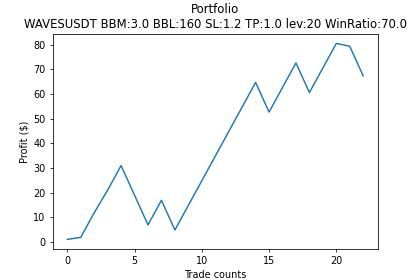 Portfolio
WAVESUSDT BBM:3.0 BBL:160 SL:1.2 TP:1.0 lev:20 WinRatio:70.0
80
70
60
50
40
30
20
10
0
Profit ($)
0 5 10 15 20
Trade counts